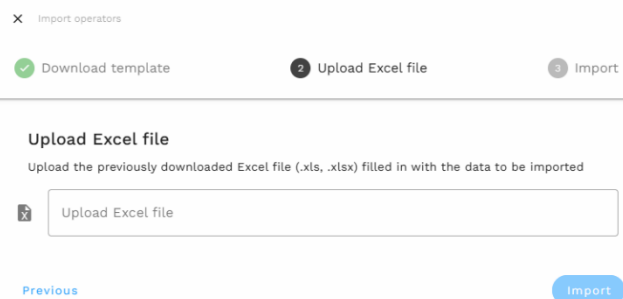 Import operators
Download template
2 Upload Excel file
3 Import
Upload Excel file
Upload the previously downloaded Excel file (.xls, .xlsx) filled in with the data to be imported
X Upload Excel file
Previous
Import